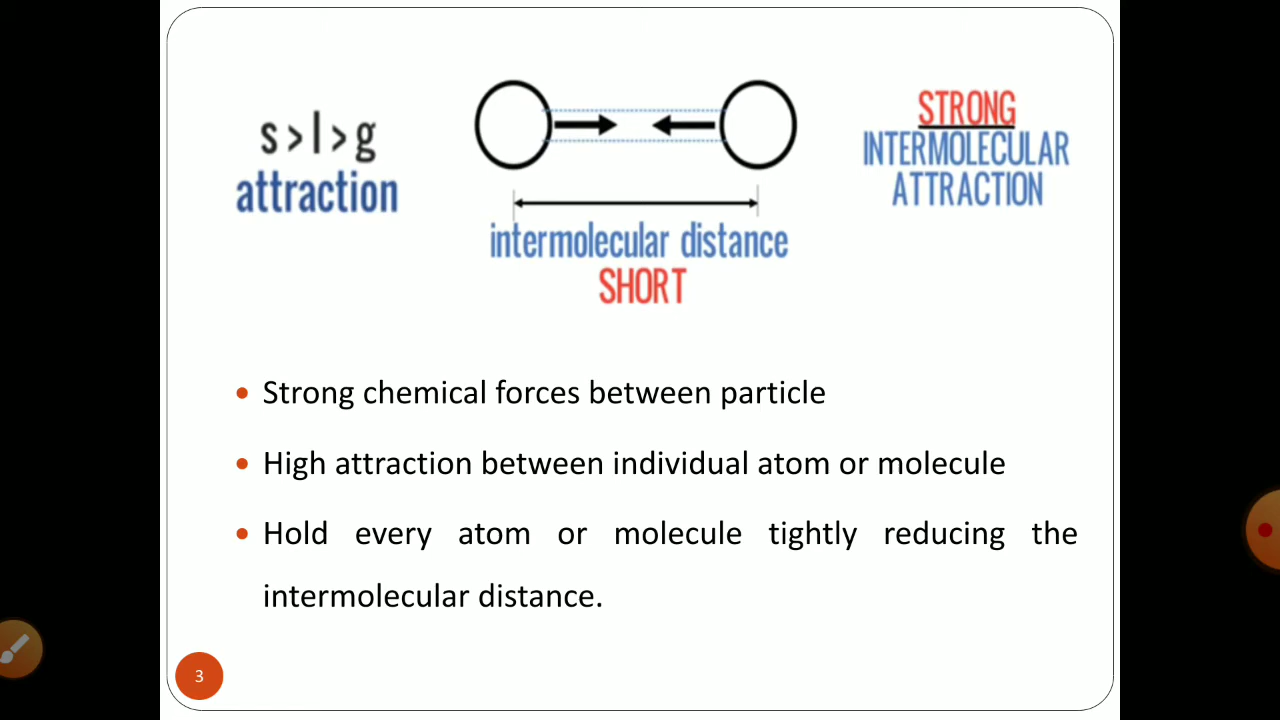 s > l > g
attraction
intermolecular distance
SHORT
STRONG
INTERMOLECULAR
ATTRACTION
• Strong chemical forces between particle
• High attraction between individual atom or molecule
• Hold every atom or molecule tightly reducing the
intermolecular distance.
3